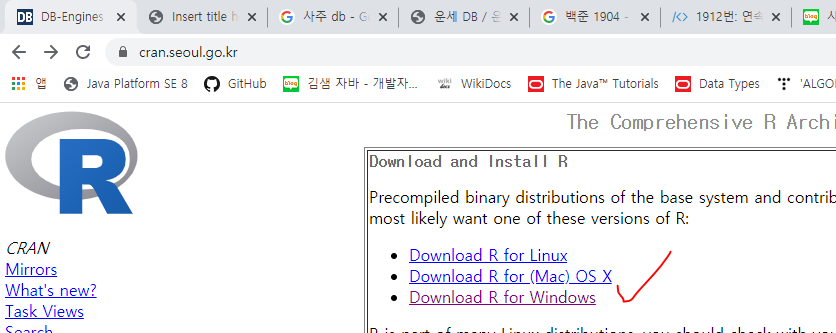 DB-Engines
Insert title h
사주 db - G
운세 DB / 운
백준 1904 -
1912번: 연속
cran.seoul.go.kr
앱
Java Platform SE 8
GitHub
김샘 자바 - 개발자...
WikiDocs
The Java™ Tutorials
Data Types
'ALGO
R
The Comprehensive R Archi
CRAN
Mirrors
What's new?
Task Views
Search
Download and Install R
Precompiled binary distributions of the base system and contrib
most likely want one of these versions of R:
Download R for Linux
Download R for (Mac) OS X
Download R for Windows
R is part of many Linux distributions, you should check with you